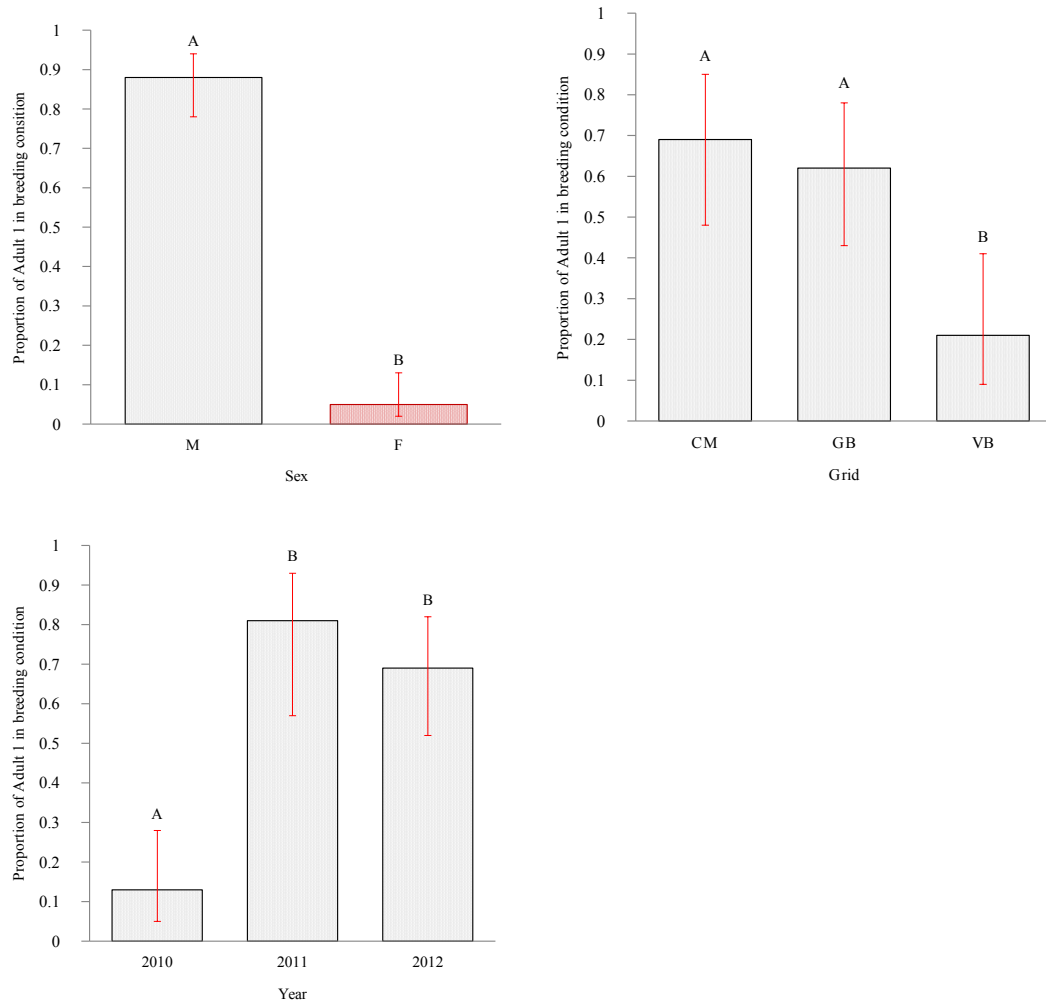 Proportion of Adult 1 in breeding consition
1
0.9
0.8
0.7
0.6
0.5
0.4
0.3
0.2
0.1
0
A
B
M
F
Sex
Proportion of Adult 1 in breeding condition
1
0.9
0.8
0.7
0.6
0.5
0.4
0.3
0.2
0.1
0
A
A
B
CM
GB
VB
Grid
Proportion of Adult 1 in breeding condition
1
0.9
0.8
0.7
0.6
0.5
0.4
0.3
0.2
0.1
0
A
B
B
2010
2011
2012
Year